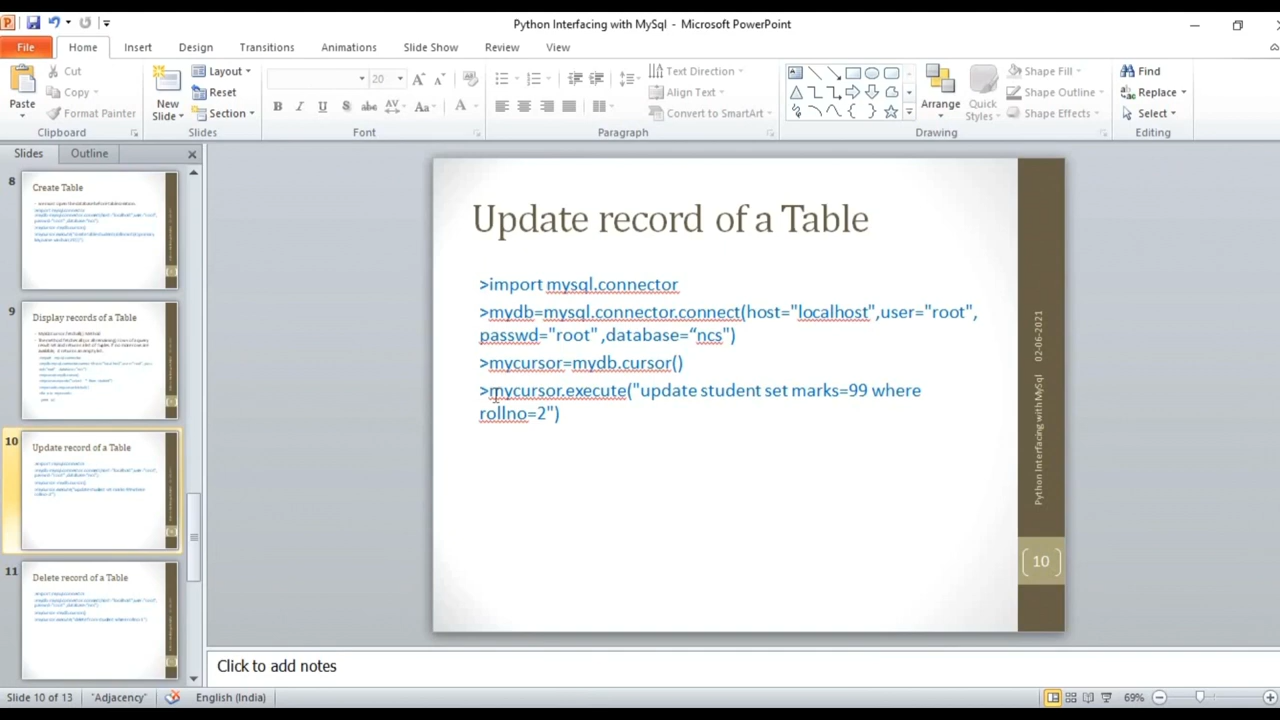 Python Interfacing with MySql - Microsoft PowerPoint
File Home Insert Design Transitions Animations Slide Show Review View
Cut
Copy
Format Painter
Paste
Clipboard
New
Slide
Layout
Reset
Section
Slides
20
Font
Text Direction
Align Text
Convert to SmartArt
Paragraph
Arrange
Quick
Styles
Shape Fill
Shape Outline
Shape Effects
Drawing
Find
Replace
Select
Editing
Slides Outline
8
Create Table
9
Display records of a Table
10
Update record of a Table
11
Delete record of a Table
Update record of a Table
>import mysql.connector
>mydb=mysql.connector.connect(host="localhost",user="root",
passwd="root" ,database=“ncs")
>mycursor=mydb.cursor()
>mycursor.execute("update student set marks=99 where
rollno=2")
Python Interfacing with MySql 02-06-2021
10
Click to add notes
Slide 10 of 13 "Adjacency" English (India) 69%